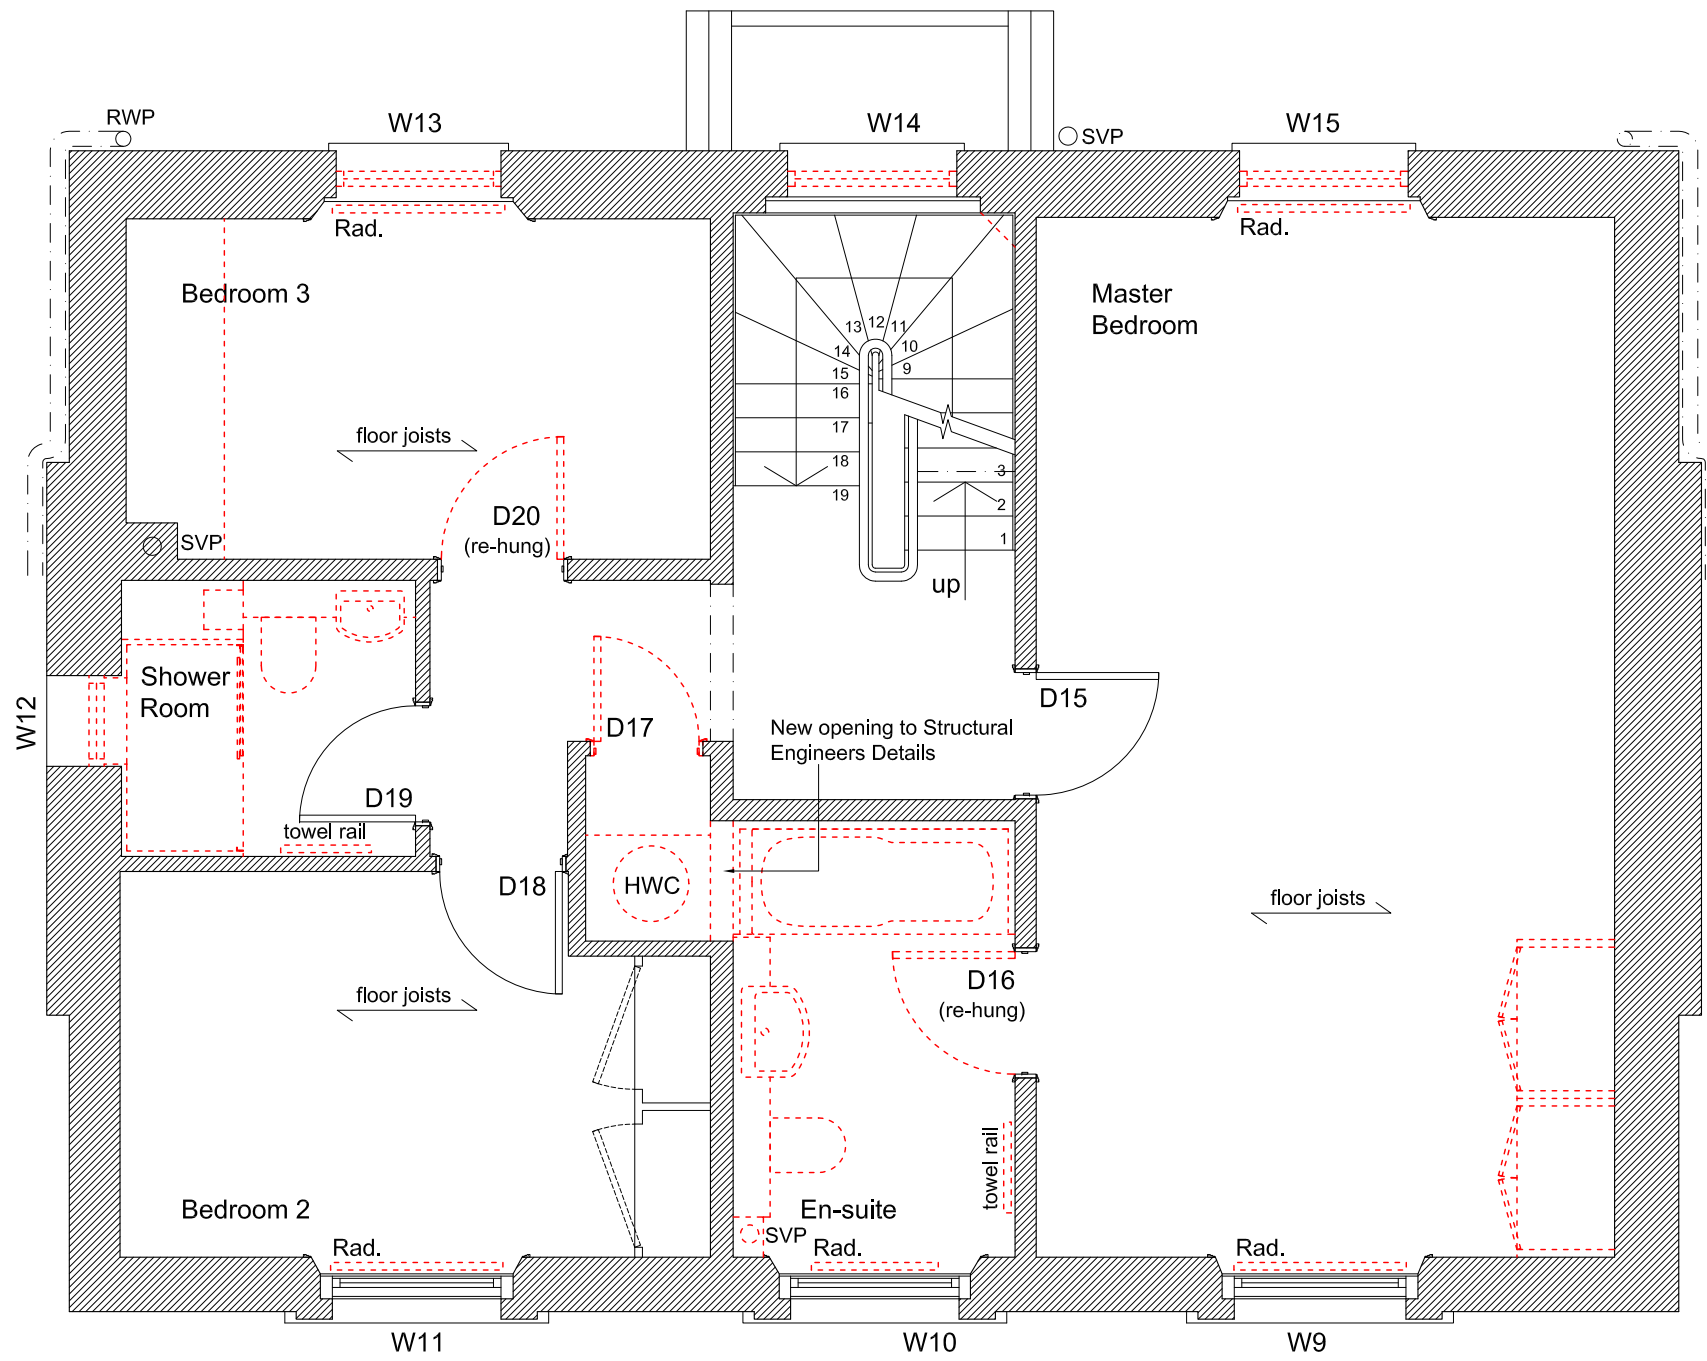 RWP
W13
W14
SVP
W15
Rad.
Rad.
Bedroom 3
Master
Bedroom
13
12
11
14
10
15
9
16
17
floor joists
18
3
19
2
D20
(re-hung)
1
SVP
up
Shower
Room
W12
D15
D17
New opening to Structural
Engineers Details
D19
towel rail
D18
HWC
floor joists
D16
(re-hung)
floor joists
towel rail
Bedroom 2
En-suite
SVP
Rad.
Rad.
Rad.
W11
W10
W9